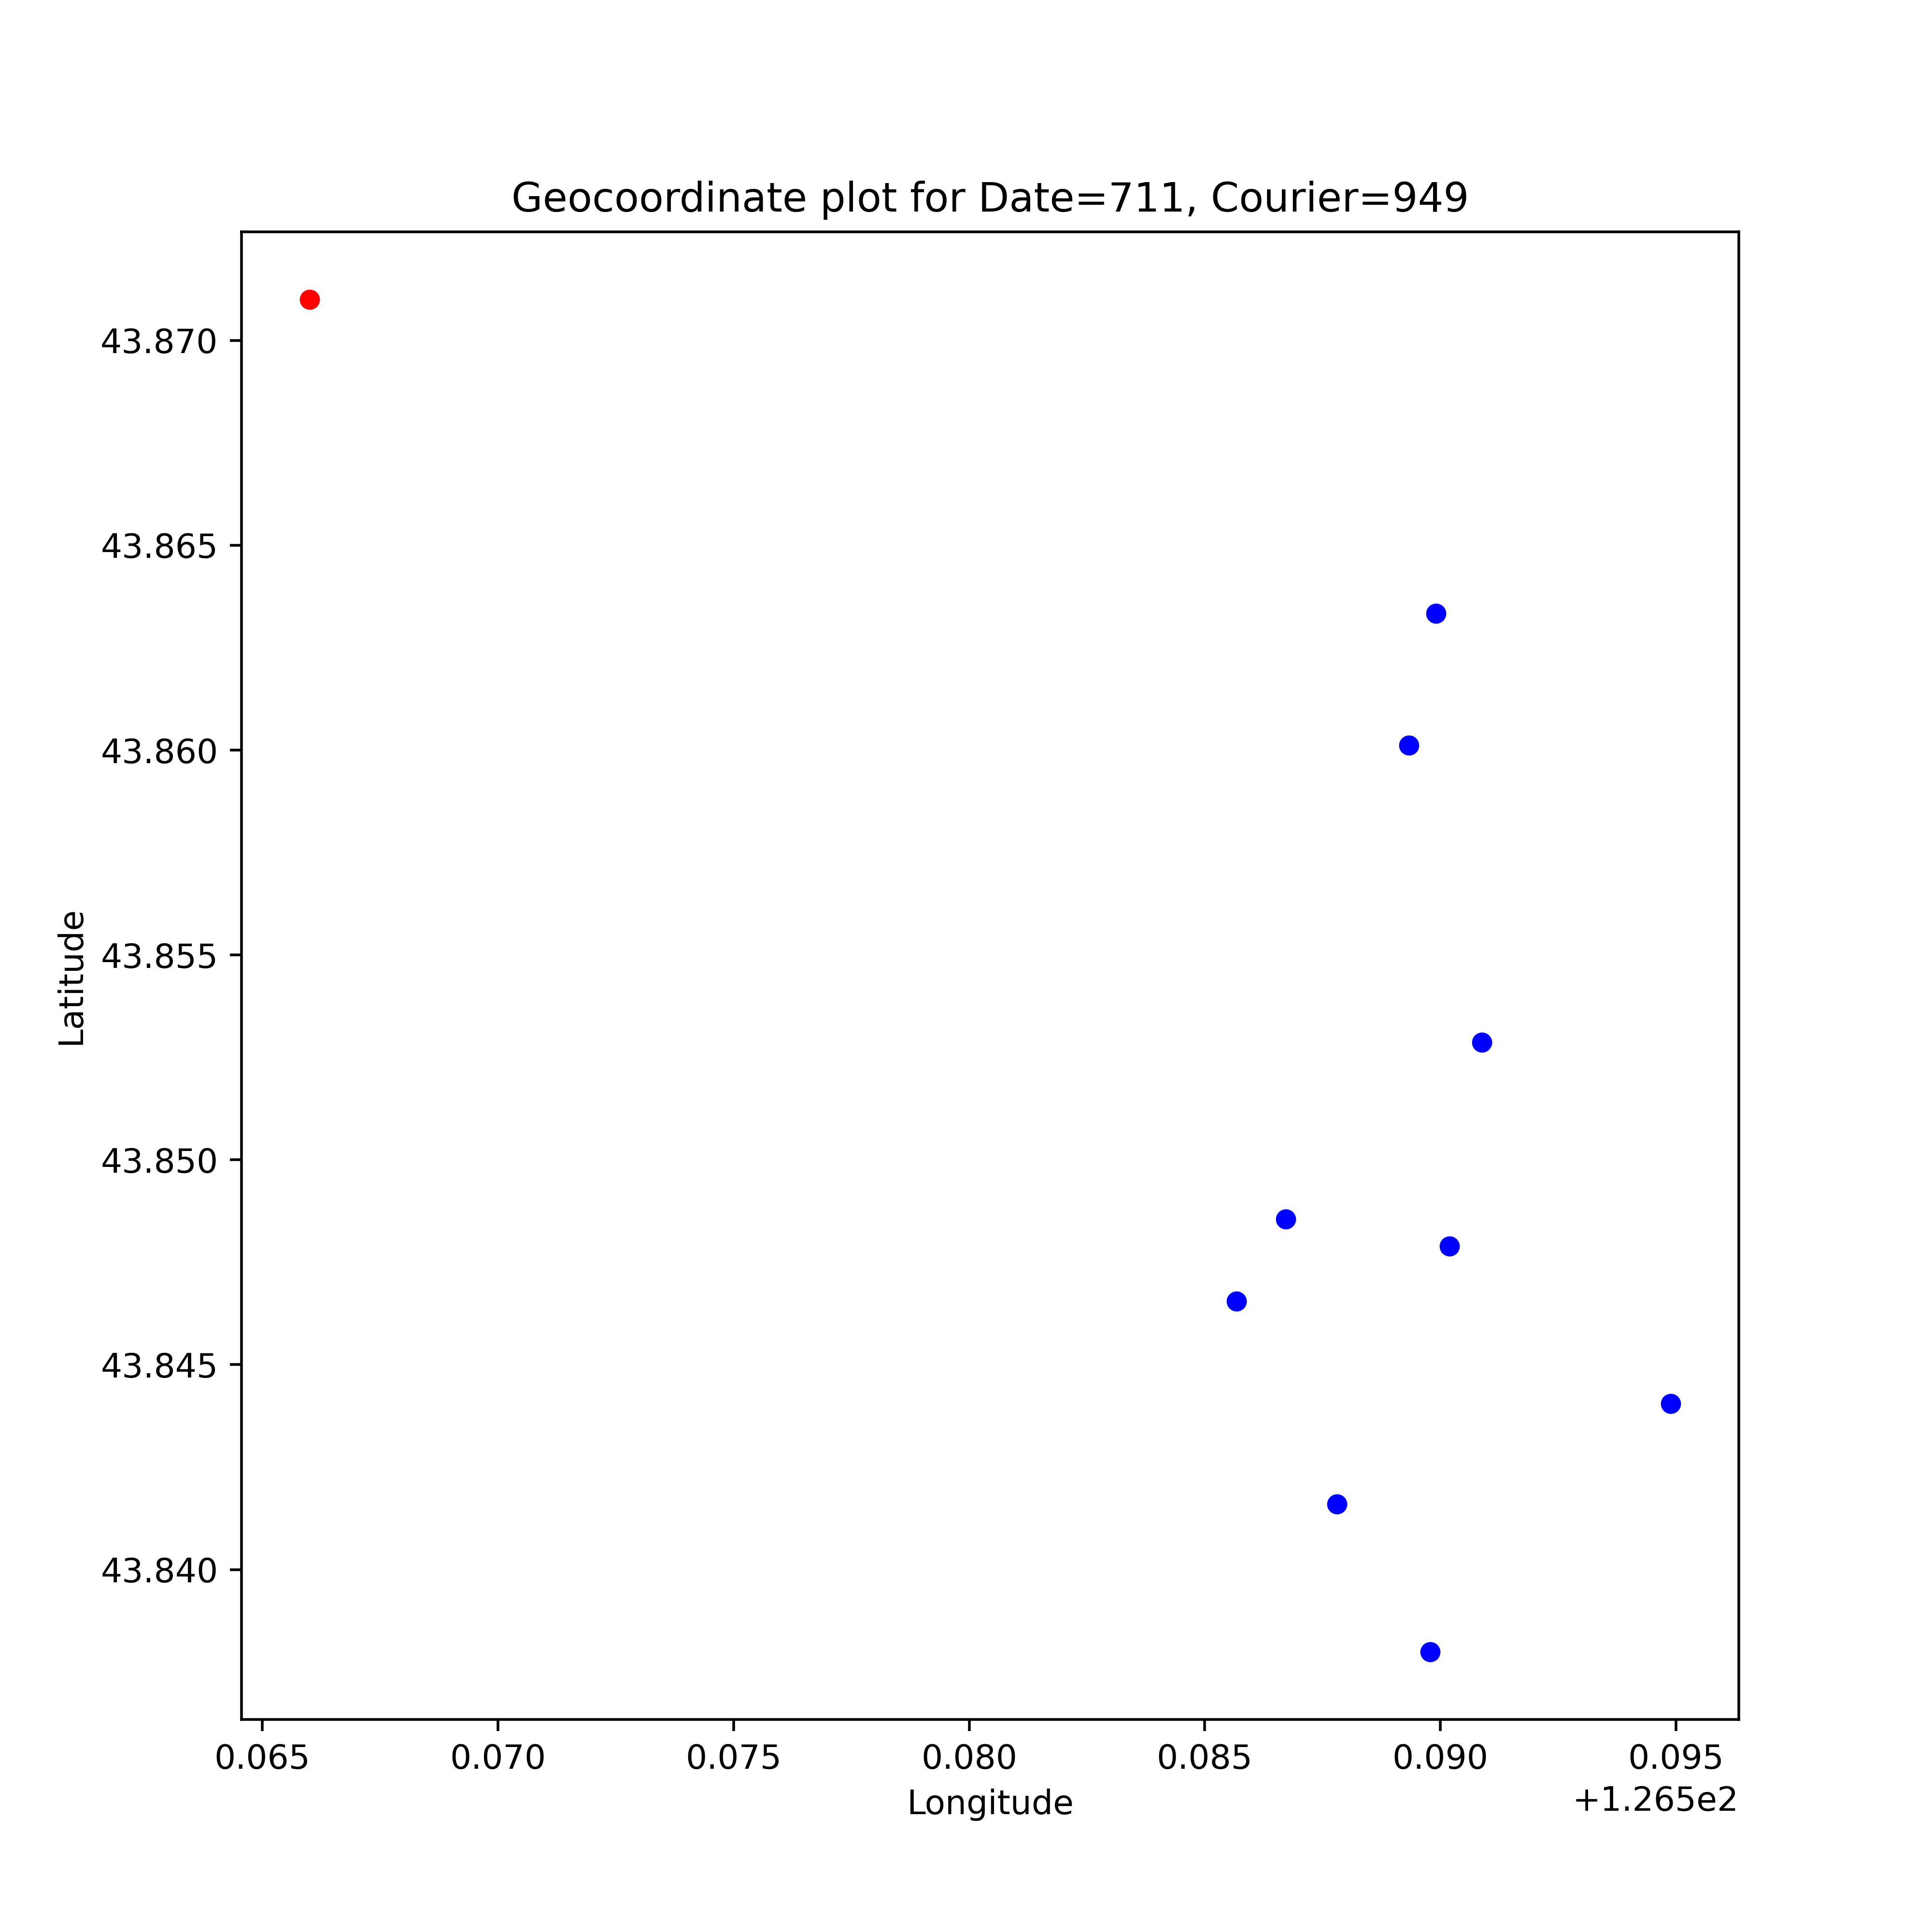 Geocoordinate plot for Date=711, Courier=949
43.870
43.865
43.860
43.855
43.850
43.845
43.840
Latitude
0.065 0.070 0.075 0.080 0.085 0.090 0.095
Longitude
+1.265e2